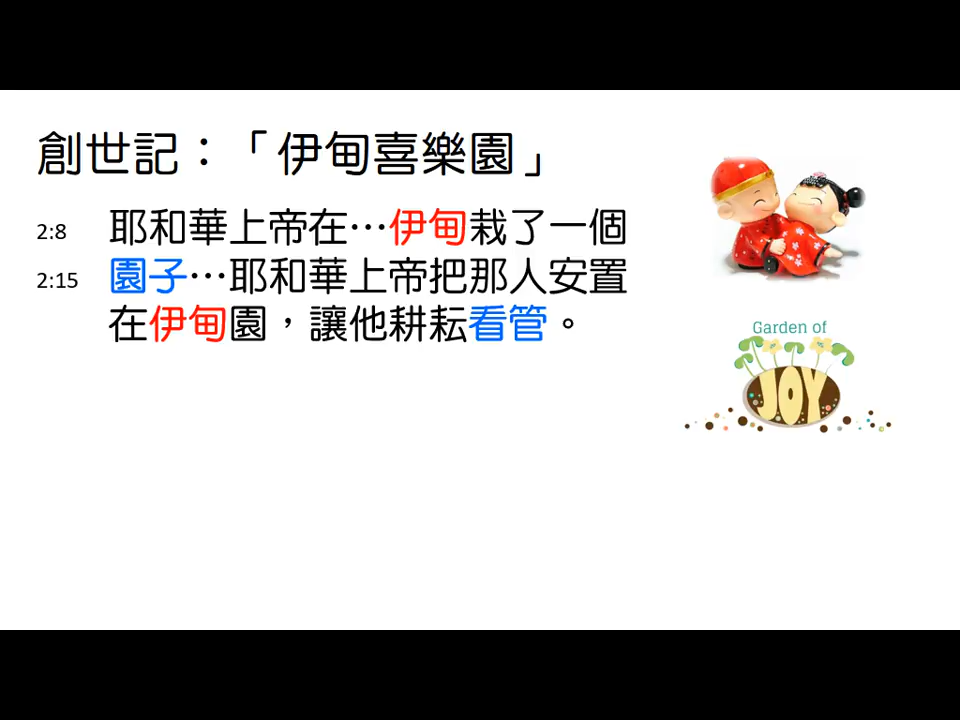 創世記：「伊甸喜樂園」
2:8 耶和華上帝在…伊甸栽了一個
2:15 園子…耶和華上帝把那人安置
在伊甸園，讓他耕耘看管。
Garden of
JOY